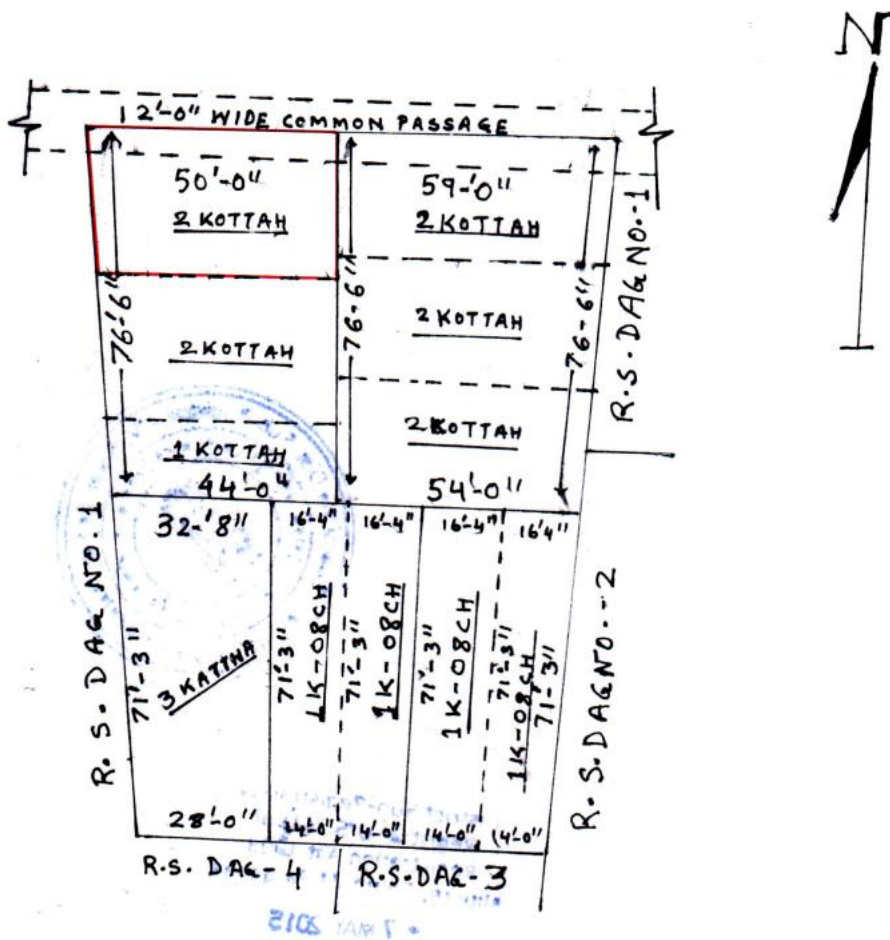 N
12'-0" WIDE COMMON PASSAGE
50'-0"
2 KOTTAH
59'-0"
2 KOTTAH
76'-6"
76-6"
76-6"
R.S. DAG NO.-1
2 KOTTAH
2 KOTTAH
1 KOTTAH
2 KOTTAH
44'-0"
54'-0"
32-'8"
16'-4"
16'-4"
16'-4"
16'4"
R.S. DAG NO. 1
71'-3"
3 KATTHA
71'-3"
1K-08CH
71'-3"
1K-08CH
71'-3"
1K-08CH
71'-3"
1K-08CH
71'-3"
R.S. DAG NO.-2
28'-0"
14'-0"
14'-0"
14'-0"
14'-0"
R.S. DAG-4
R.S. DAG-3
7 MAY 2015